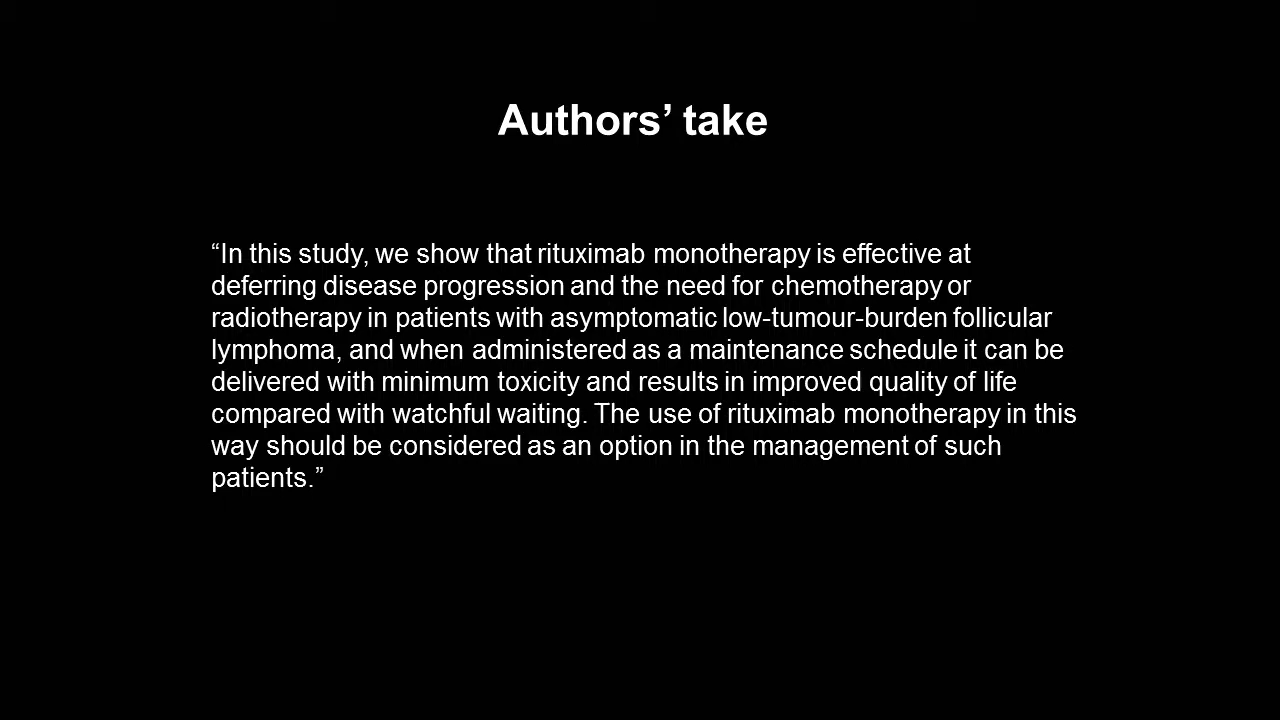 Authors’ take
“In this study, we show that rituximab monotherapy is effective at
deferring disease progression and the need for chemotherapy or
radiotherapy in patients with asymptomatic low-tumour-burden follicular
lymphoma, and when administered as a maintenance schedule it can be
delivered with minimum toxicity and results in improved quality of life
compared with watchful waiting. The use of rituximab monotherapy in this
way should be considered as an option in the management of such
patients.”